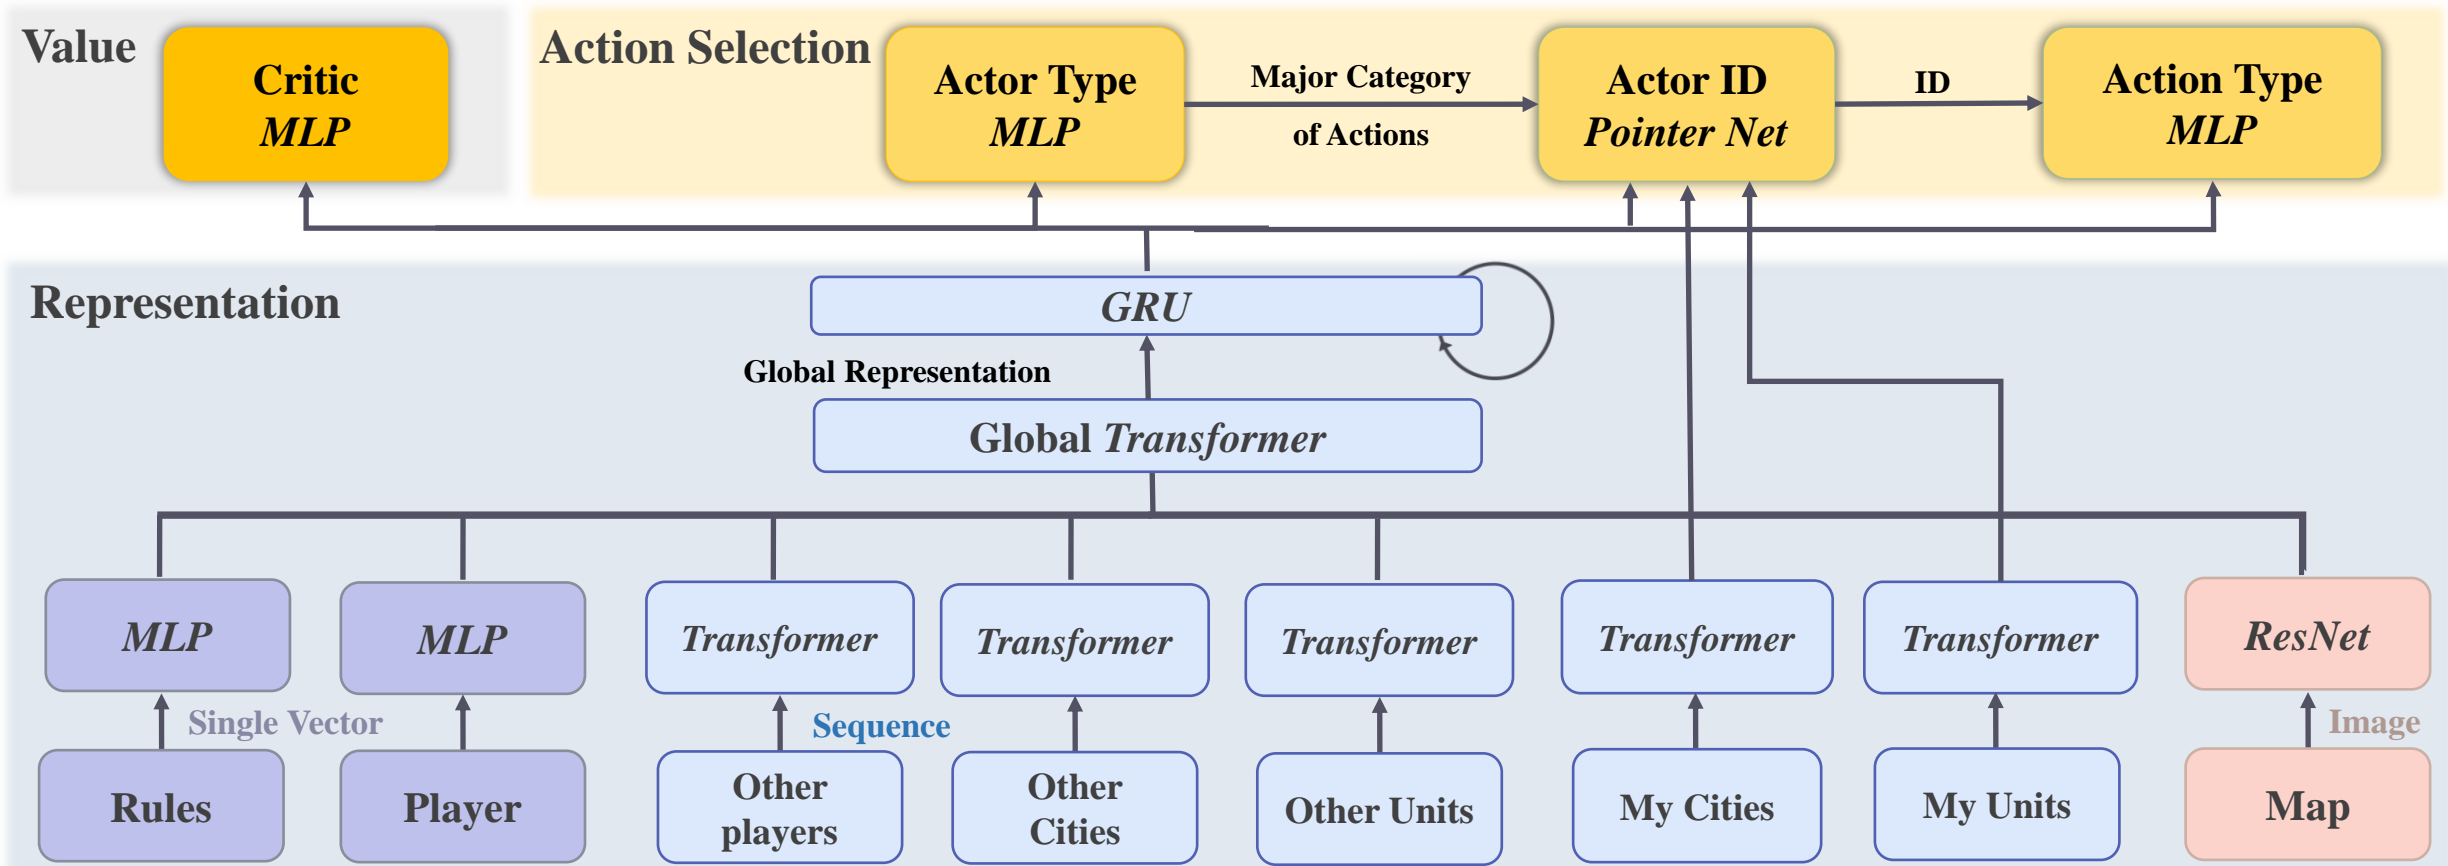 Value
Critic
MLP
Action Selection
Actor Type
MLP
Major Category
of Actions
Actor ID
Pointer Net
ID
Action Type
MLP
Representation
GRU
Global Representation
Global Transformer
MLP
MLP
Transformer
Transformer
Transformer
Transformer
Transformer
ResNet
Single Vector
Sequence
Image
Rules
Player
Other
players
Other
Cities
Other Units
My Cities
My Units
Map